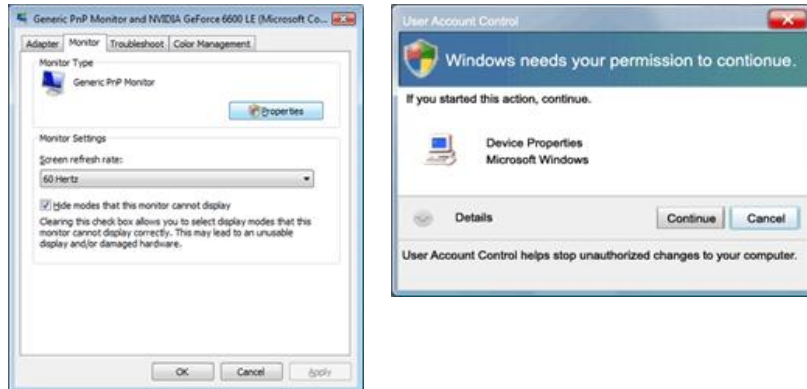 Generic PnP Monitor and NVIDIA GeForce 6600 LE (Microsoft Co...
Adapter Monitor Troubleshoot Color Management
Monitor Type
Generic PnP Monitor
Properties
Monitor Settings
Screen refresh rate:
60 Hertz
Hide modes that this monitor cannot display
Clearing this check box allows you to select display modes that this
monitor cannot display correctly. This may lead to an unusable
display and/or damaged hardware.
OK Cancel Apply
User Account Control
Windows needs your permission to contionue.
If you started this action, continue.
Device Properties
Microsoft Windows
Details Continue Cancel
User Account Control helps stop unauthorized changes to your computer.